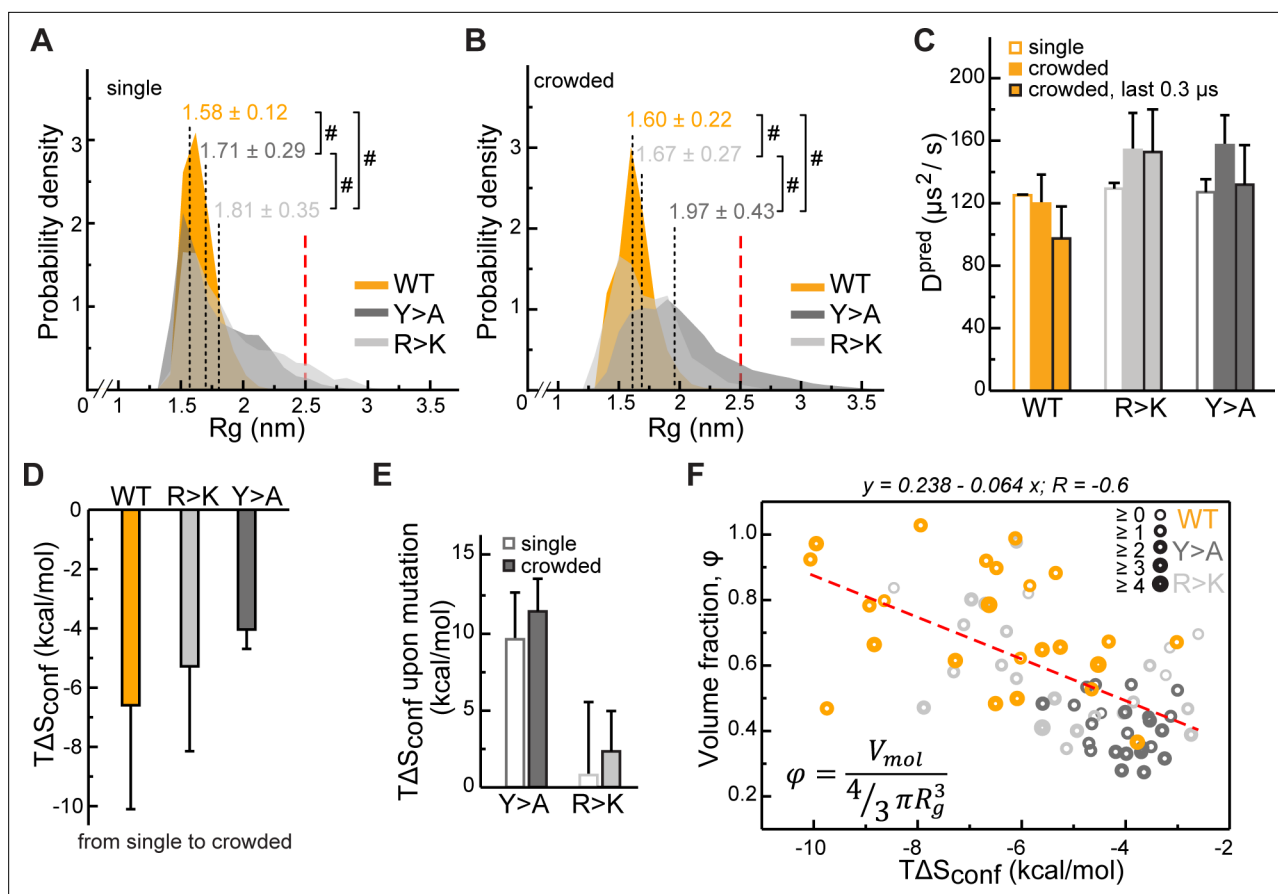 A
single
1.58 ± 0.12
#
#
1.71 ± 0.29
#
1.81 ± 0.35
Probability density
3
2
1
WT
Y>A
R>K
0 1 1.5 2 2.5 3 3.5
Rg (nm)
B
crowded
1.60 ± 0.22
#
#
1.67 ± 0.27
#
1.97 ± 0.43
Probability density
3
2
1
WT
Y>A
R>K
0 1 1.5 2 2.5 3 3.5
Rg (nm)
C
single
crowded
crowded, last 0.3 µs
Dpred (µs2/ s)
200
160
120
80
40
0
WT R>K Y>A
D
WT R>K Y>A
TΔSconf (kcal/mol)
0
-2
-4
-6
-8
-10
from single to crowded
E
single
crowded
TΔSconf upon mutation
(kcal/mol)
15
10
5
0
Y>A R>K
F
y = 0.238 - 0.064 x; R = -0.6
≥ 0 WT
≥ 1
≥ 2 Y>A
≥ 3
≥ 4 R>K
Volume fraction, φ
1.0
0.8
0.6
0.4
0.2
φ = Vmol / 4/3 πRg3
-10 -8 -6 -4 -2
TΔSconf (kcal/mol)